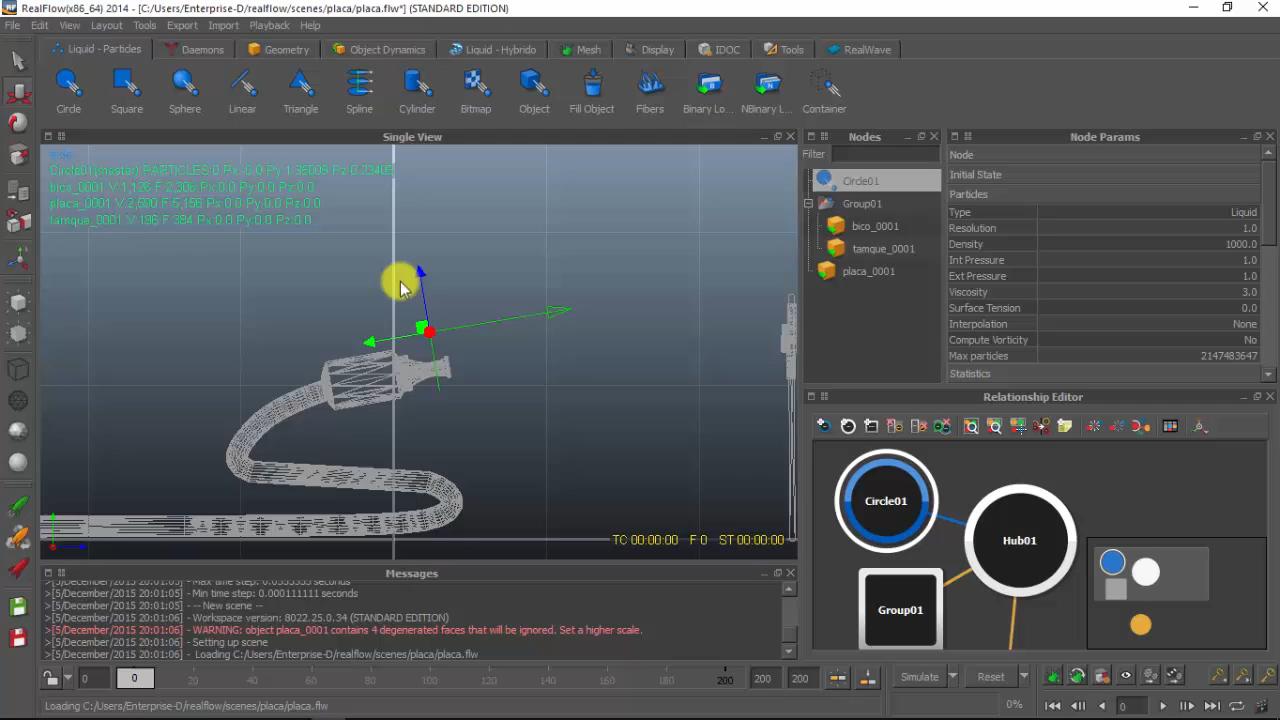 RealFlow(x86_64) 2014 - [C:/Users/Enterprise-D/realflow/scenes/placa/placa.flw*] (STANDARD EDITION)
File Edit View Layout Tools Export Import Playback Help
Liquid - Particles Daemons Geometry Object Dynamics Liquid - Hybrido Mesh Display IDOC Tools RealWave
Circle Square Sphere Linear Triangle Spline Cylinder Bitmap Object Fill Object Fibers Binary Lo... NBinary L... Container
Single View
Nodes
Node Params
Filter
Circle01(master) PARTICLES:0 Px:-0.0 Py:1.36009 Pz:0.33409
bico_0001 V:1,126 F:2,306 Px:0.0 Py:0.0 Pz:0.0
placa_0001 V:2,590 F:5,156 Px:0.0 Py:0.0 Pz:0.0
tamque_0001 V:196 F:384 Px:0.0 Py:0.0 Pz:0.0
TC 00:00:00 F 0 ST 00:00:00
Circle01
Group01
bico_0001
tamque_0001
placa_0001
Node
Initial State
Particles
Type Liquid
Resolution 1.0
Density 1000.0
Int Pressure 1.0
Ext Pressure 1.0
Viscosity 3.0
Surface Tension 0.0
Interpolation None
Compute Vorticity No
Max particles 2147483647
Statistics
Relationship Editor
Circle01
Hub01
Group01
Messages
>[5/December/2015 20:01:05] - Max time step: 0.0333333 seconds
>[5/December/2015 20:01:05] - Min time step: 0.000111111 seconds
>[5/December/2015 20:01:05] - --- New scene --
>[5/December/2015 20:01:06] - Workspace version: 8022.25.0.34 (STANDARD EDITION)
>[5/December/2015 20:01:06] - WARNING: object placa_0001 contains 4 degenerated faces that will be ignored. Set a higher scale.
>[5/December/2015 20:01:06] - Setting up scene
>[5/December/2015 20:01:06] - Loading C:/Users/Enterprise-D/realflow/scenes/placa/placa.flw
0 0 20 40 60 80 100 120 140 160 180 200 200 200 Simulate Reset
Loading C:/Users/Enterprise-D/realflow/scenes/placa/placa.flw 0% 0